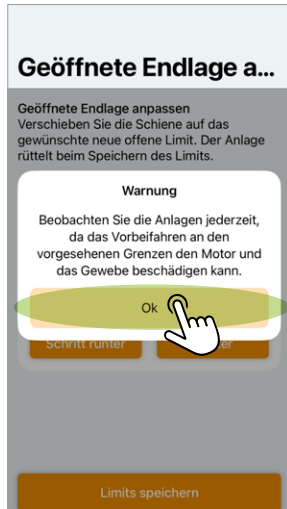 Geöffnete Endlage a...
Geöffnete Endlage anpassen
Verschieben Sie die Schiene auf das
gewünschte neue offene Limit. Der Anlage
rüttelt beim Speichern des Limits.
Warnung
Beobachten Sie die Anlagen jederzeit,
da das Vorbeifahren an den
vorgesehenen Grenzen den Motor und
das Gewebe beschädigen kann.
Ok
Schritt runter
Limits speichern